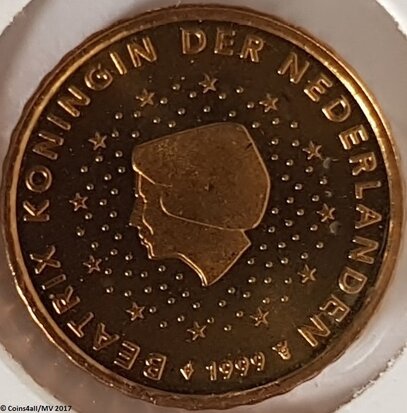 BEATRIX KONINGIN DER NEDERLANDEN
1999
© Coins4all/MV 2017